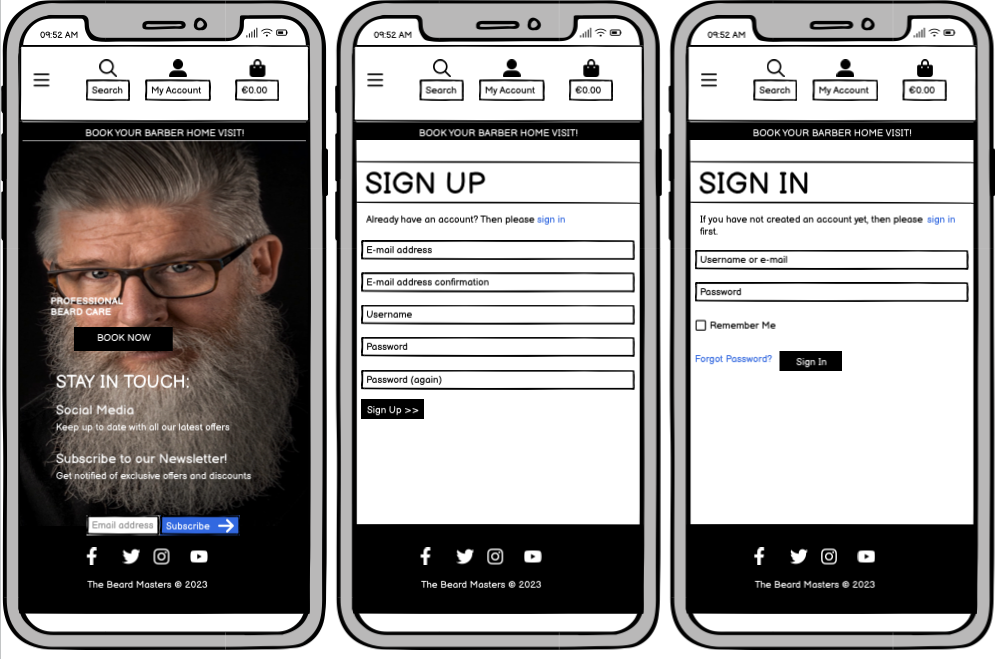 09:52 AM
Search
My Account
€0.00
BOOK YOUR BARBER HOME VISIT!
PROFESSIONAL
BEARD CARE
BOOK NOW
STAY IN TOUCH:
Social Media
Keep up to date with all our latest offers
Subscribe to our Newsletter!
Get notified of exclusive offers and discounts
Email address
Subscribe
The Beard Masters © 2023
09:52 AM
Search
My Account
€0.00
BOOK YOUR BARBER HOME VISIT!
SIGN UP
Already have an account? Then please sign in
E-mail address
E-mail address confirmation
Username
Password
Password (again)
Sign Up >>
The Beard Masters © 2023
09:52 AM
Search
My Account
€0.00
BOOK YOUR BARBER HOME VISIT!
SIGN IN
If you have not created an account yet, then please sign in
first.
Username or e-mail
Password
Remember Me
Forgot Password?
Sign In
The Beard Masters © 2023